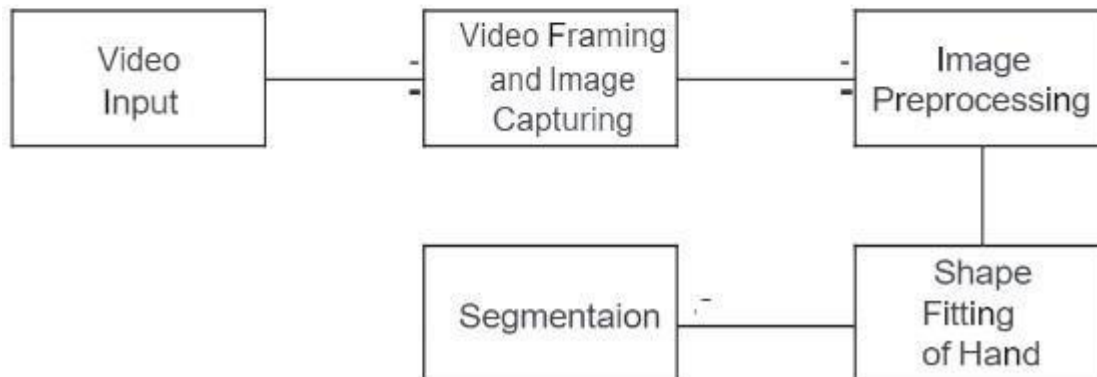 Video
Input
Video Framing
and Image
Capturing
Image
Preprocessing
Shape
Fitting
of Hand
Segmentaion